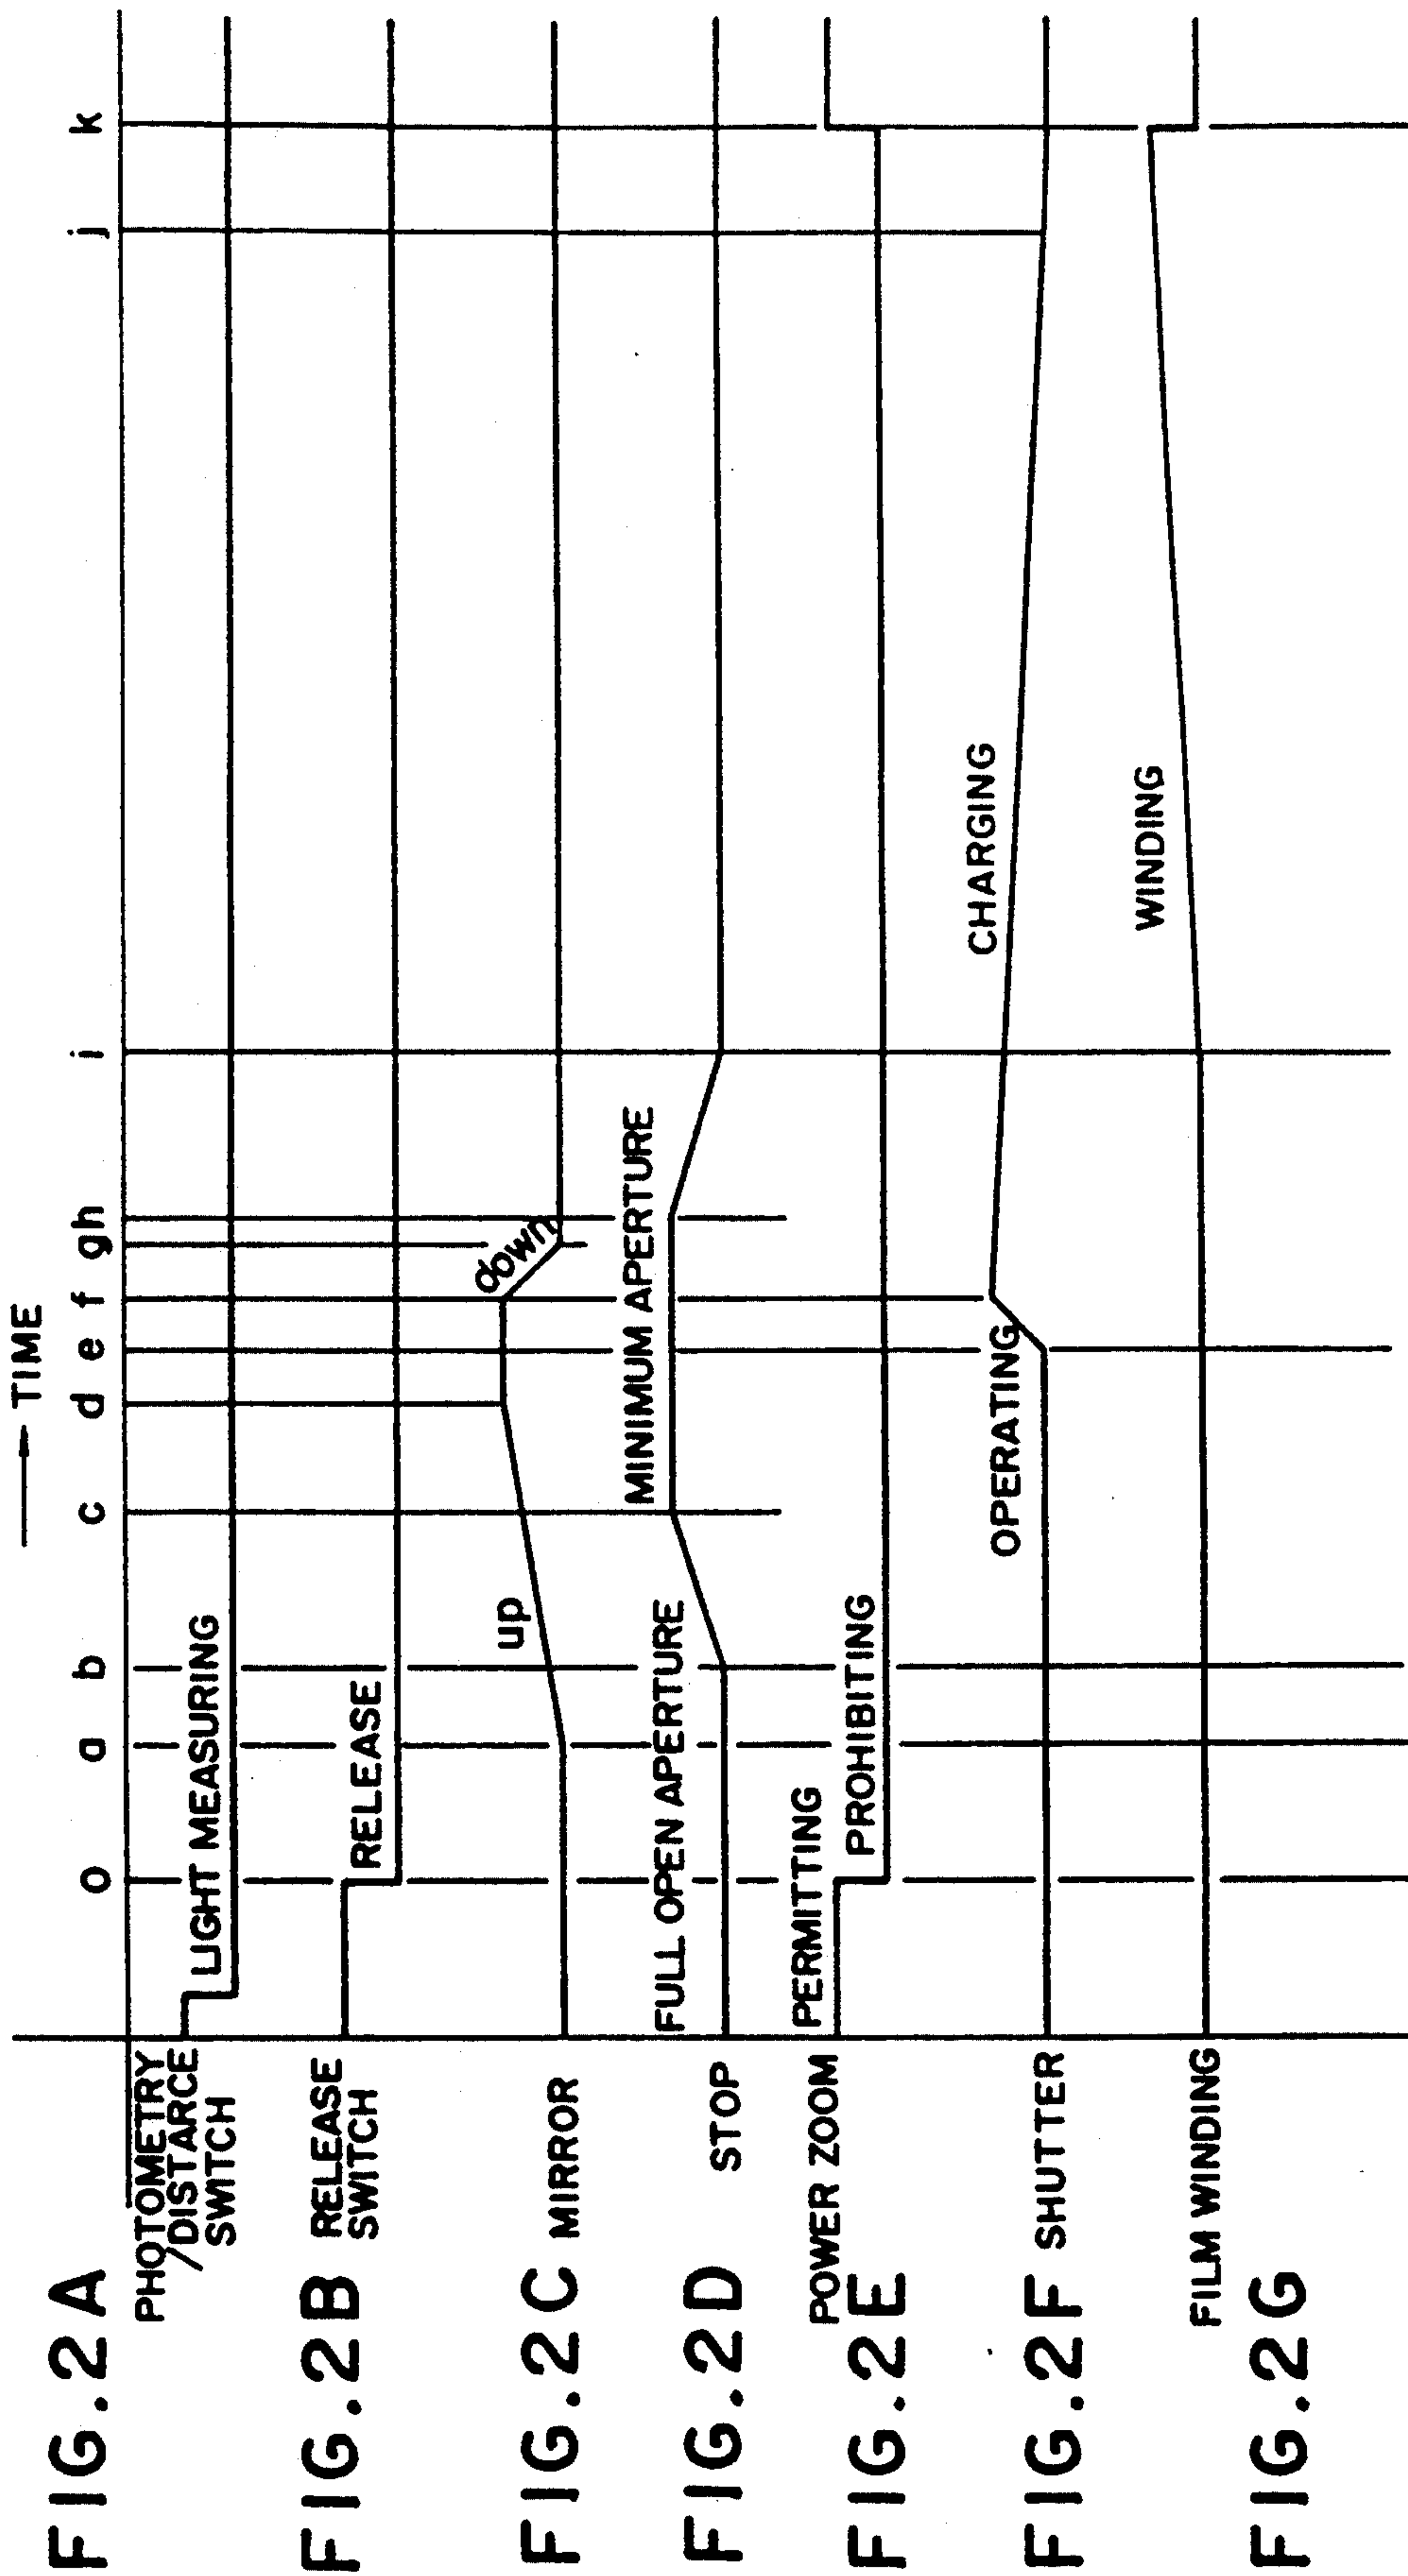 → TIME
o a b c d e f g h i j k
FIG.2A
PHOTOMETRY
/DISTARCE
SWITCH
LIGHT MEASURING
FIG.2B
RELEASE
SWITCH
RELEASE
FIG.2C
MIRROR
up
down
FIG.2D
STOP
FULL OPEN APERTURE
MINIMUM APERTURE
FIG.2E
POWER ZOOM
PERMITTING
PROHIBITING
FIG.2F
SHUTTER
OPERATING
CHARGING
FIG.2G
FILM WINDING
WINDING